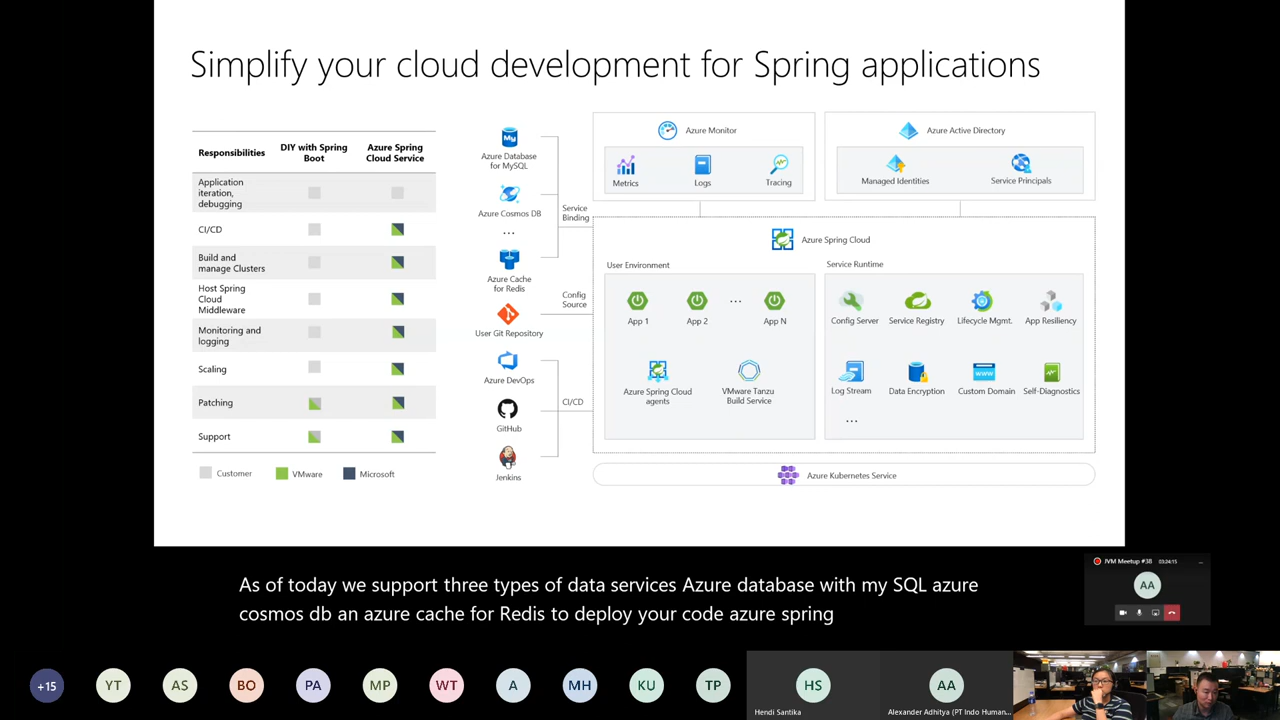 Simplify your cloud development for Spring applications
Responsibilities
DIY with Spring
Boot
Azure Spring
Cloud Service
Application
iteration,
debugging
CI/CD
Build and
manage Clusters
Host Spring
Cloud
Middleware
Monitoring and
logging
Scaling
Patching
Support
Customer
VMware
Microsoft
My
Azure Database
for MySQL
Azure Cosmos DB
...
Azure Cache
for Redis
User Git Repository
Azure DevOps
GitHub
Jenkins
Service
Binding
Config
Source
CI/CD
Azure Monitor
Metrics
Logs
Tracing
Azure Active Directory
Managed Identities
Service Principals
Azure Spring Cloud
User Environment
App 1
App 2
...
App N
Azure Spring Cloud
agents
VMware Tanzu
Build Service
Service Runtime
Config Server
Service Registry
Lifecycle Mgmt.
App Resiliency
Log Stream
Data Encryption
www
Custom Domain
Self-Diagnostics
...
Azure Kubernetes Service
As of today we support three types of data services Azure database with my SQL azure
cosmos db an azure cache for Redis to deploy your code azure spring
JVM Meetup #38 03:24:15 ...
AA
+15
YT
AS
BO
PA
MP
WT
A
MH
KU
TP
HS
Hendi Santika
AA
Alexander Adhitya (PT Indo Human...